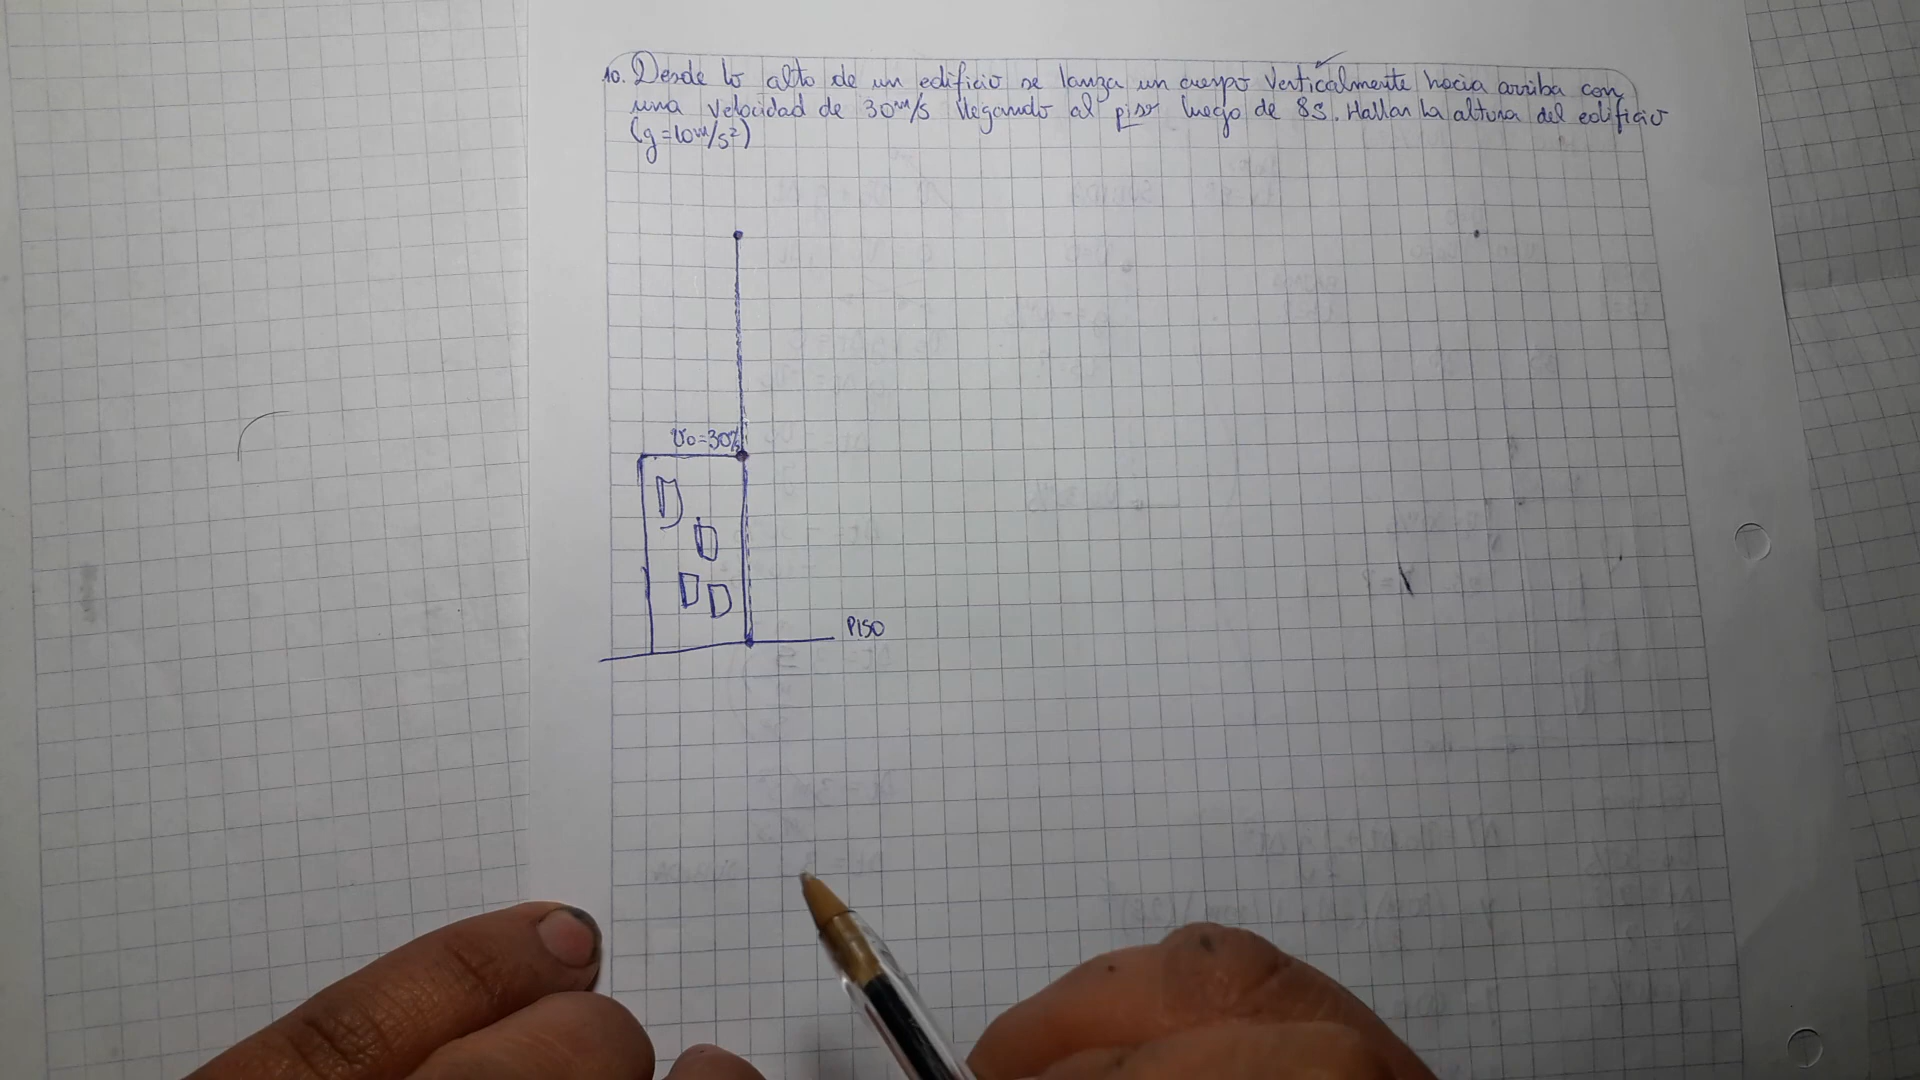 10. Desde lo alto de un edificio se lanza un cuerpo verticalmente hacia arriba con
una velocidad de 30m/s llegando al piso luego de 8s. Hallar la altura del edificio
(g=10m/s²)
Vo=30m/s
PISO